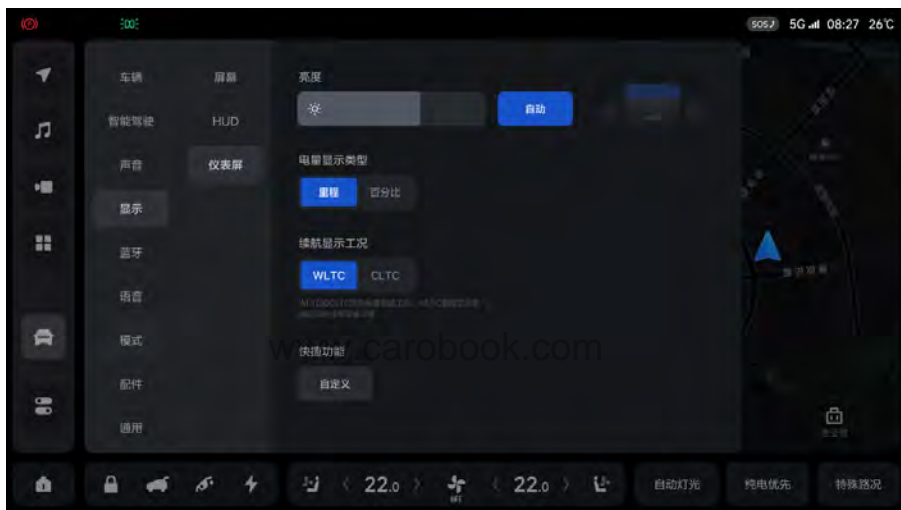 SOS 5G 08:27 26℃
车辆
智能驾驶
声音
显示
蓝牙
语音
模式
配件
通用
屏幕
HUD
仪表屏
亮度
自动
电量显示类型
里程 百分比
续航显示工况
WLTC CLTC
快捷功能
自定义
www.carobook.com
22.0 OFF 22.0 自动灯光 纯电优先 特殊路况